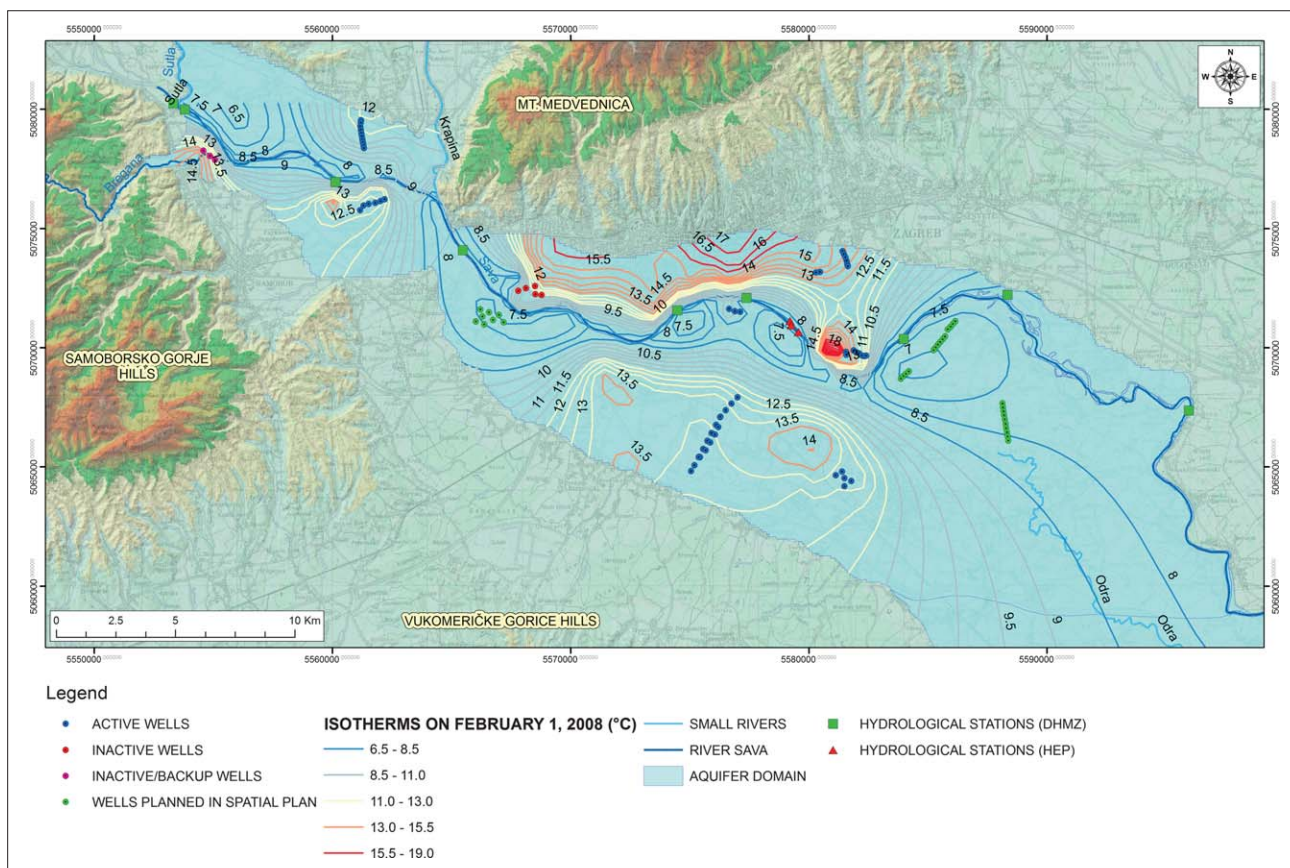 5550000 5560000 5570000 5580000 5590000
N
W E
S
5080000
5075000
5070000
5065000
5060000
MT. MEDVEDNICA
SAMOBORSKO GORJE
HILLS
VUKOMERIČKE GORICE HILLS
ZAGREB
Sutla
Sutla
Krapina
Bregana
Sava
Odra
Odra
7.5
7
6.5
12
14
13
13.5
14.5
8.5
8
9
8
8.5
9
13
12.5
8.5
8
12
15.5
16.5
17
16
15
14
14.5
13
12.5
11.5
13.5
10
9.5
7.5
7.5
8
10.5
7.5
8
14.5
14
18
13
11
10.5
8.5
7.5
7
10
11
11.5
12
13
13.5
12.5
13.5
14
13.5
8.5
8
9
9.5
0 2.5 5 10 Km
5550000 5560000 5570000 5580000 5590000
Legend
ACTIVE WELLS
INACTIVE WELLS
INACTIVE/BACKUP WELLS
WELLS PLANNED IN SPATIAL PLAN
ISOTHERMS ON FEBRUARY 1, 2008 (°C)
6.5 - 8.5
8.5 - 11.0
11.0 - 13.0
13.0 - 15.5
15.5 - 19.0
SMALL RIVERS
RIVER SAVA
AQUIFER DOMAIN
HYDROLOGICAL STATIONS (DHMZ)
HYDROLOGICAL STATIONS (HEP)